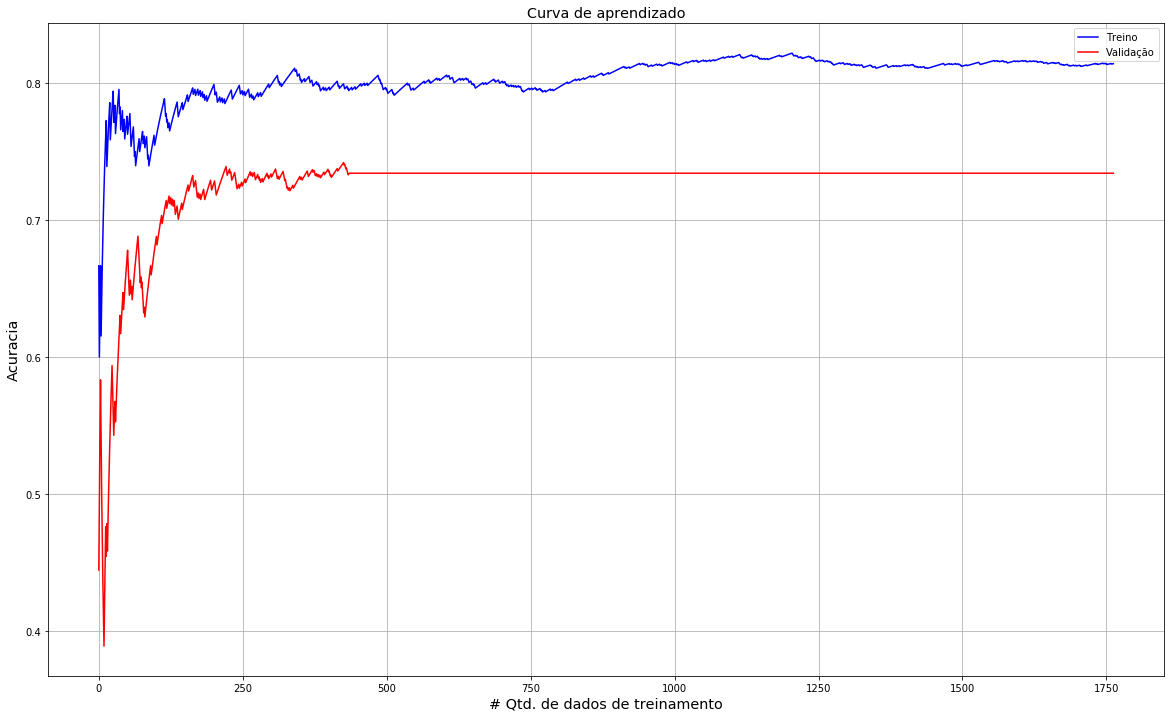 Curva de aprendizado
Treino
Validação
Acuracia
0.8
0.7
0.6
0.5
0.4
0
250
500
750
1000
1250
1500
1750
# Qtd. de dados de treinamento